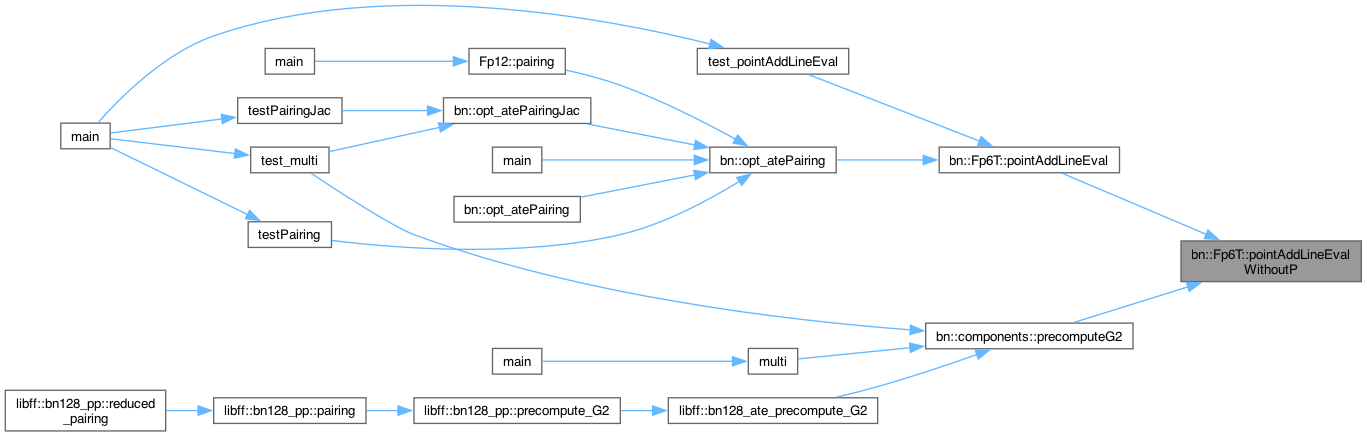 main
Fp12::pairing
test_pointAddLineEval
testPairingJac
bn::opt_atePairingJac
main
test_multi
main
bn::opt_atePairing
bn::Fp6T::pointAddLineEval
bn::opt_atePairing
testPairing
bn::Fp6T::pointAddLineEval
WithoutP
bn::components::precomputeG2
main
multi
libff::bn128_pp::reduced
_pairing
libff::bn128_pp::pairing
libff::bn128_pp::precompute_G2
libff::bn128_ate_precompute_G2